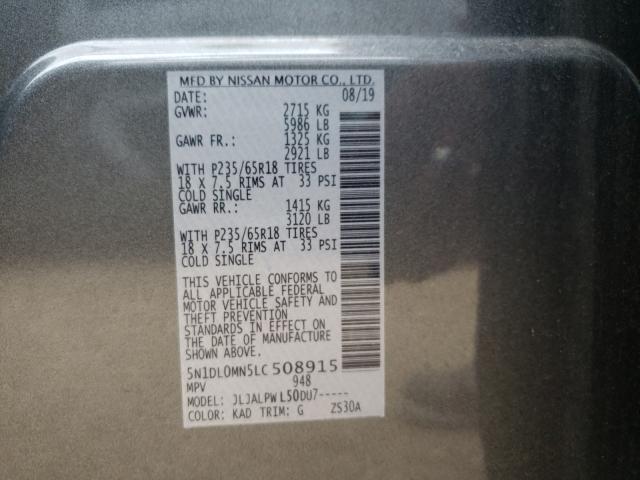 MFD BY NISSAN MOTOR CO., LTD.
DATE: 08/19
GVWR: 2715 KG
5986 LB
GAWR FR.: 1325 KG
2921 LB
WITH P235/65R18 TIRES
18 X 7.5 RIMS AT 33 PSI
COLD SINGLE
GAWR RR.: 1415 KG
3120 LB
WITH P235/65R18 TIRES
18 X 7.5 RIMS AT 33 PSI
COLD SINGLE
THIS VEHICLE CONFORMS TO
ALL APPLICABLE FEDERAL
MOTOR VEHICLE SAFETY AND
THEFT PREVENTION
STANDARDS IN EFFECT ON
THE DATE OF MANUFACTURE
SHOWN ABOVE.
5N1DL0MN5LC508915
MPV 948
MODEL: JLJALPWL50DU7-----
COLOR: KAD TRIM: G ZS30A